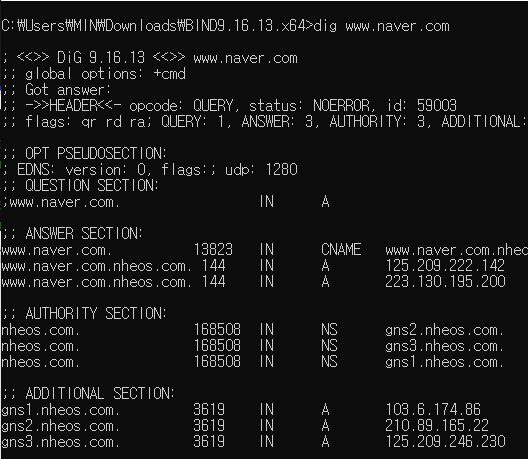 C:₩Users₩MIN₩Downloads₩BIND9.16.13.x64>dig www.naver.com
; <<>> DiG 9.16.13 <<>> www.naver.com
;; global options: +cmd
;; Got answer:
;; ->>HEADER<<- opcode: QUERY, status: NOERROR, id: 59003
;; flags: qr rd ra; QUERY: 1, ANSWER: 3, AUTHORITY: 3, ADDITIONAL:
;; OPT PSEUDOSECTION:
; EDNS: version: 0, flags:; udp: 1280
;; QUESTION SECTION:
;www.naver.com. IN A
;; ANSWER SECTION:
www.naver.com. 13823 IN CNAME www.naver.com.nheo
www.naver.com.nheos.com. 144 IN A 125.209.222.142
www.naver.com.nheos.com. 144 IN A 223.130.195.200
;; AUTHORITY SECTION:
nheos.com. 168508 IN NS gns2.nheos.com.
nheos.com. 168508 IN NS gns3.nheos.com.
nheos.com. 168508 IN NS gns1.nheos.com.
;; ADDITIONAL SECTION:
gns1.nheos.com. 3619 IN A 103.6.174.86
gns2.nheos.com. 3619 IN A 210.89.165.22
gns3.nheos.com. 3619 IN A 125.209.246.230